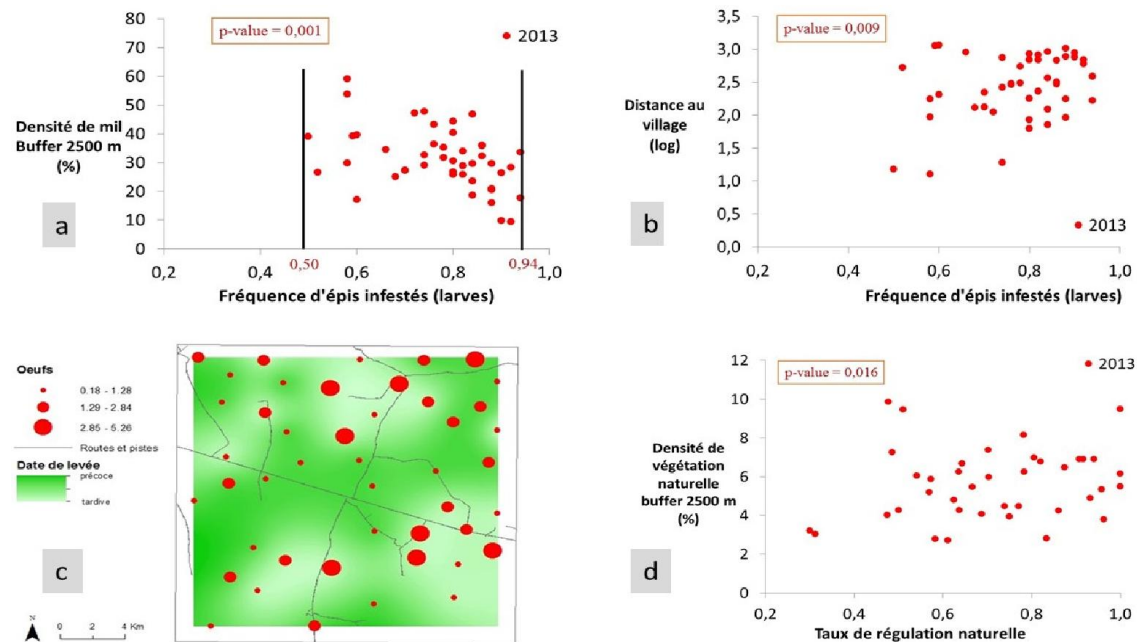 80
70
60
50
40
30
20
10
0
p-value = 0,001
2013
Densité de mil
Buffer 2500 m
(%)
a
0,50
0,94
0,2
0,4
0,6
0,8
1,0
Fréquence d'épis infestés (larves)
3,5
3,0
2,5
2,0
1,5
1,0
0,5
0,0
p-value = 0,009
Distance au
village
(log)
b
2013
0,2
0,4
0,6
0,8
1,0
Fréquence d'épis infestés (larves)
Oeufs
0.18 - 1.28
1.29 - 2.84
2.85 - 5.26
Routes et pistes
Date de levée
précoce
tardive
c
N
0 2 4 Km
12
10
8
6
4
2
0
p-value = 0,016
2013
Densité de
végétation
naturelle
buffer 2500 m
(%)
d
0,2
0,4
0,6
0,8
1,0
Taux de régulation naturelle